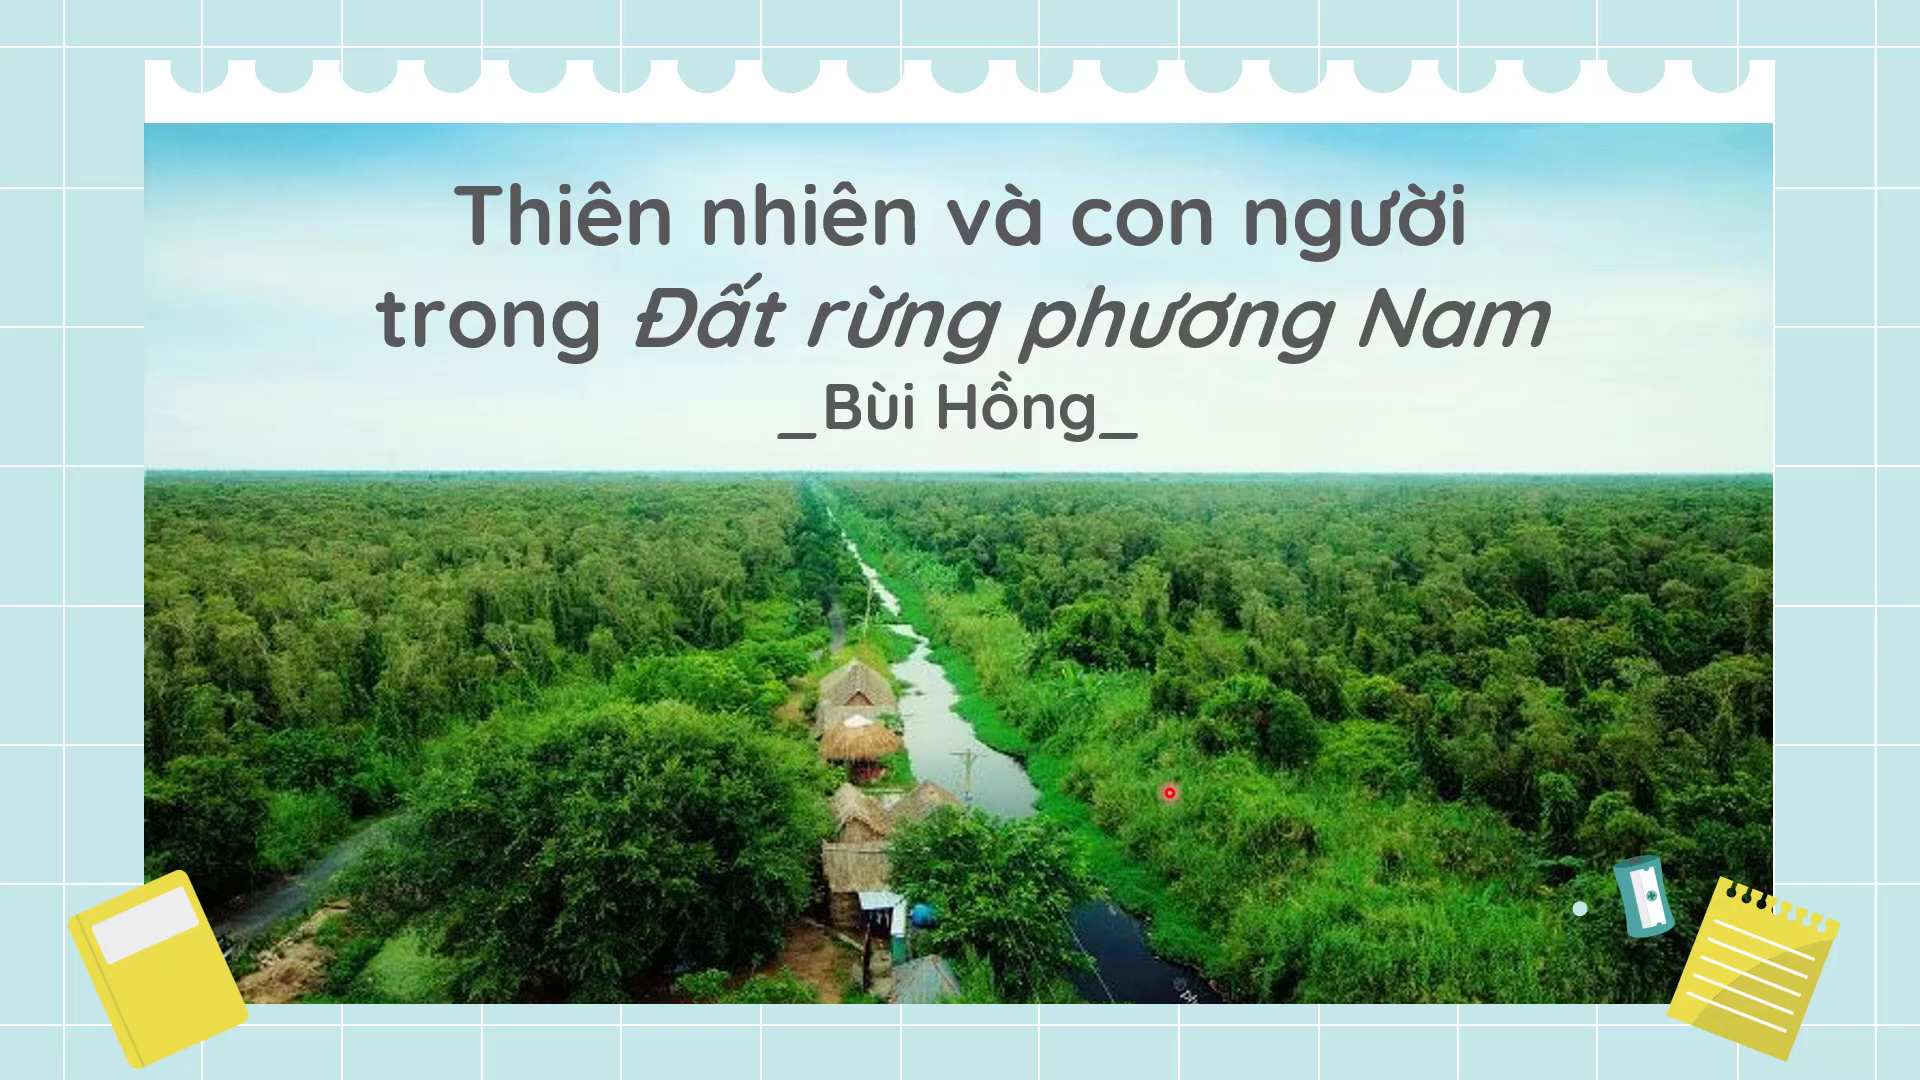 Thiên nhiên và con người
trong Đất rừng phương Nam
_Bùi Hồng_